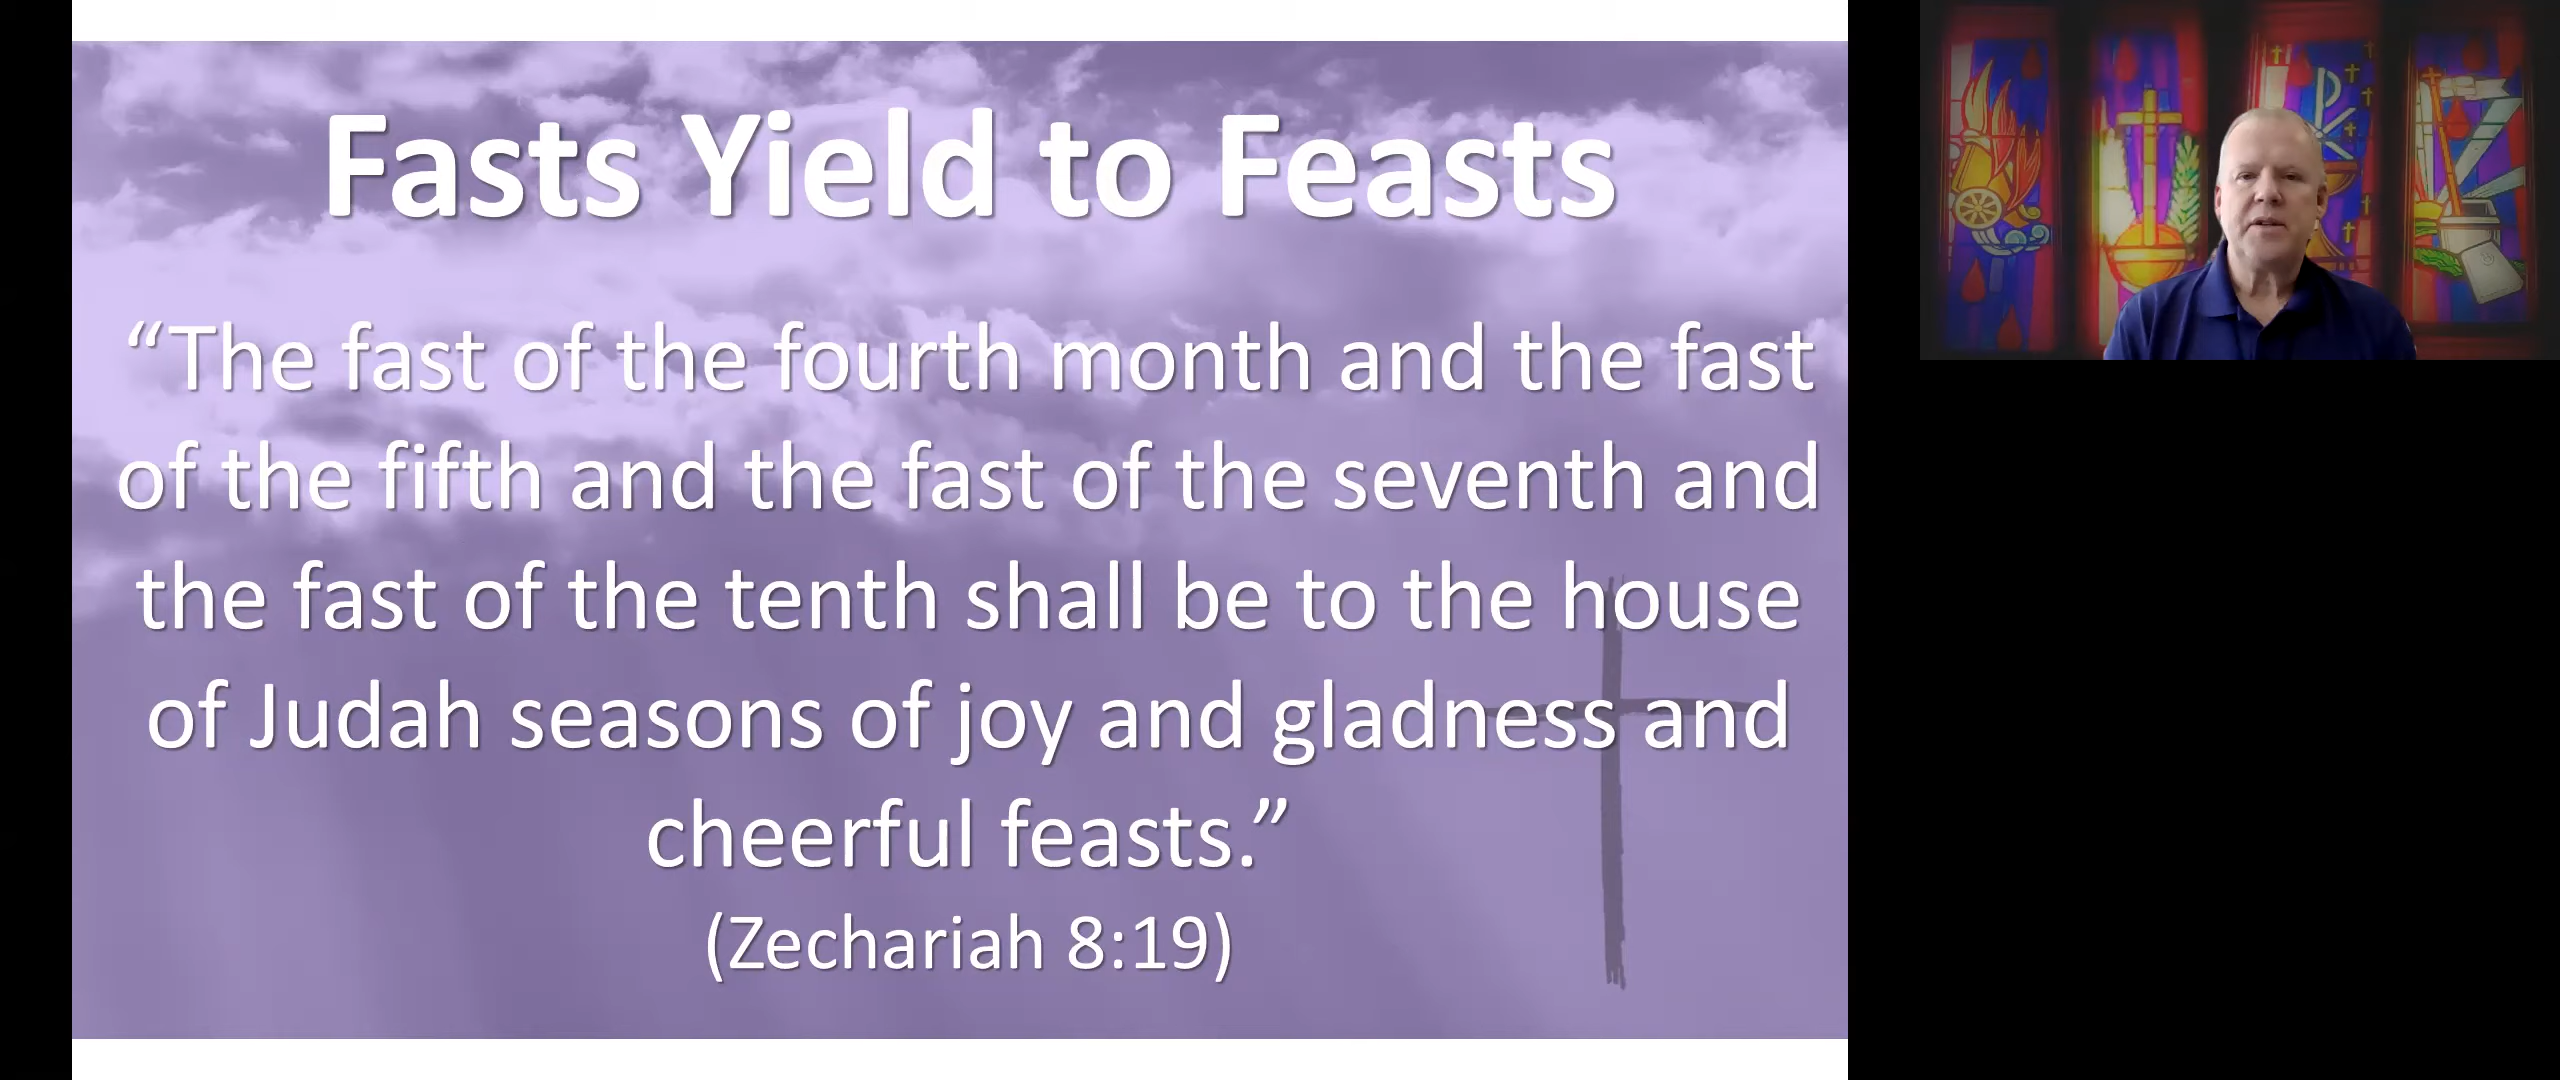 Fasts Yield to Feasts
“The fast of the fourth month and the fast
of the fifth and the fast of the seventh and
the fast of the tenth shall be to the house
of Judah seasons of joy and gladness and
cheerful feasts.”
(Zechariah 8:19)